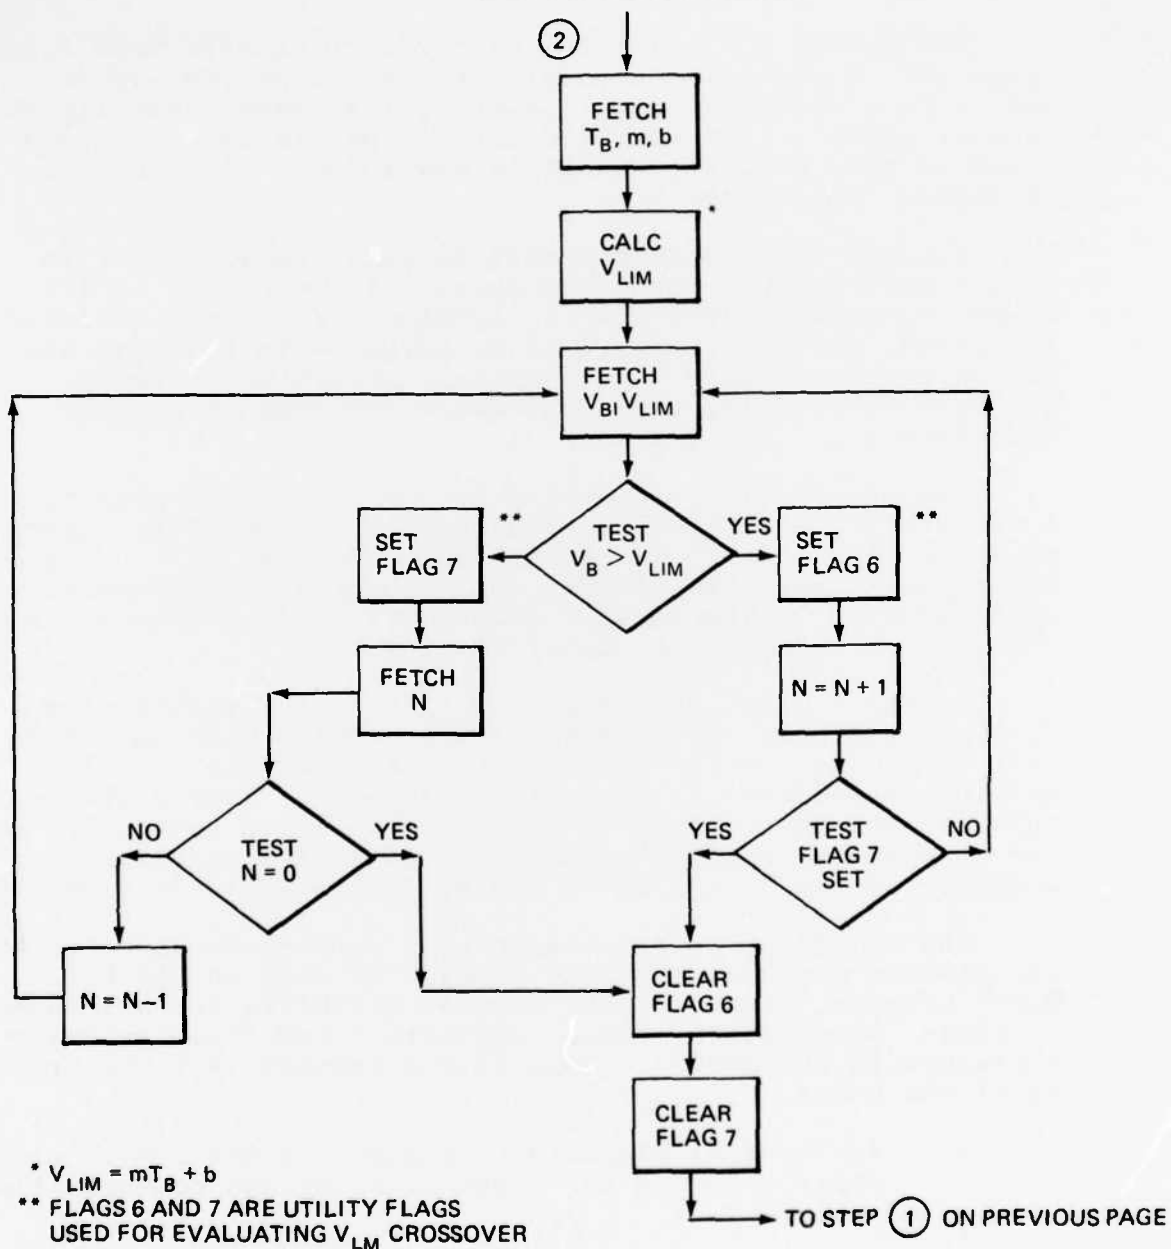 2
FETCH
T_B, m, b
*
CALC
V_LIM
FETCH
V_BI V_LIM
**
SET
FLAG 7
TEST
V_B > V_LIM
YES
**
SET
FLAG 6
FETCH
N
N = N + 1
NO
TEST
N = 0
YES
YES
TEST
FLAG 7
SET
NO
N = N–1
CLEAR
FLAG 6
CLEAR
FLAG 7
* V_LIM = mT_B + b
** FLAGS 6 AND 7 ARE UTILITY FLAGS
USED FOR EVALUATING V_LM CROSSOVER
TO STEP 1 ON PREVIOUS PAGE